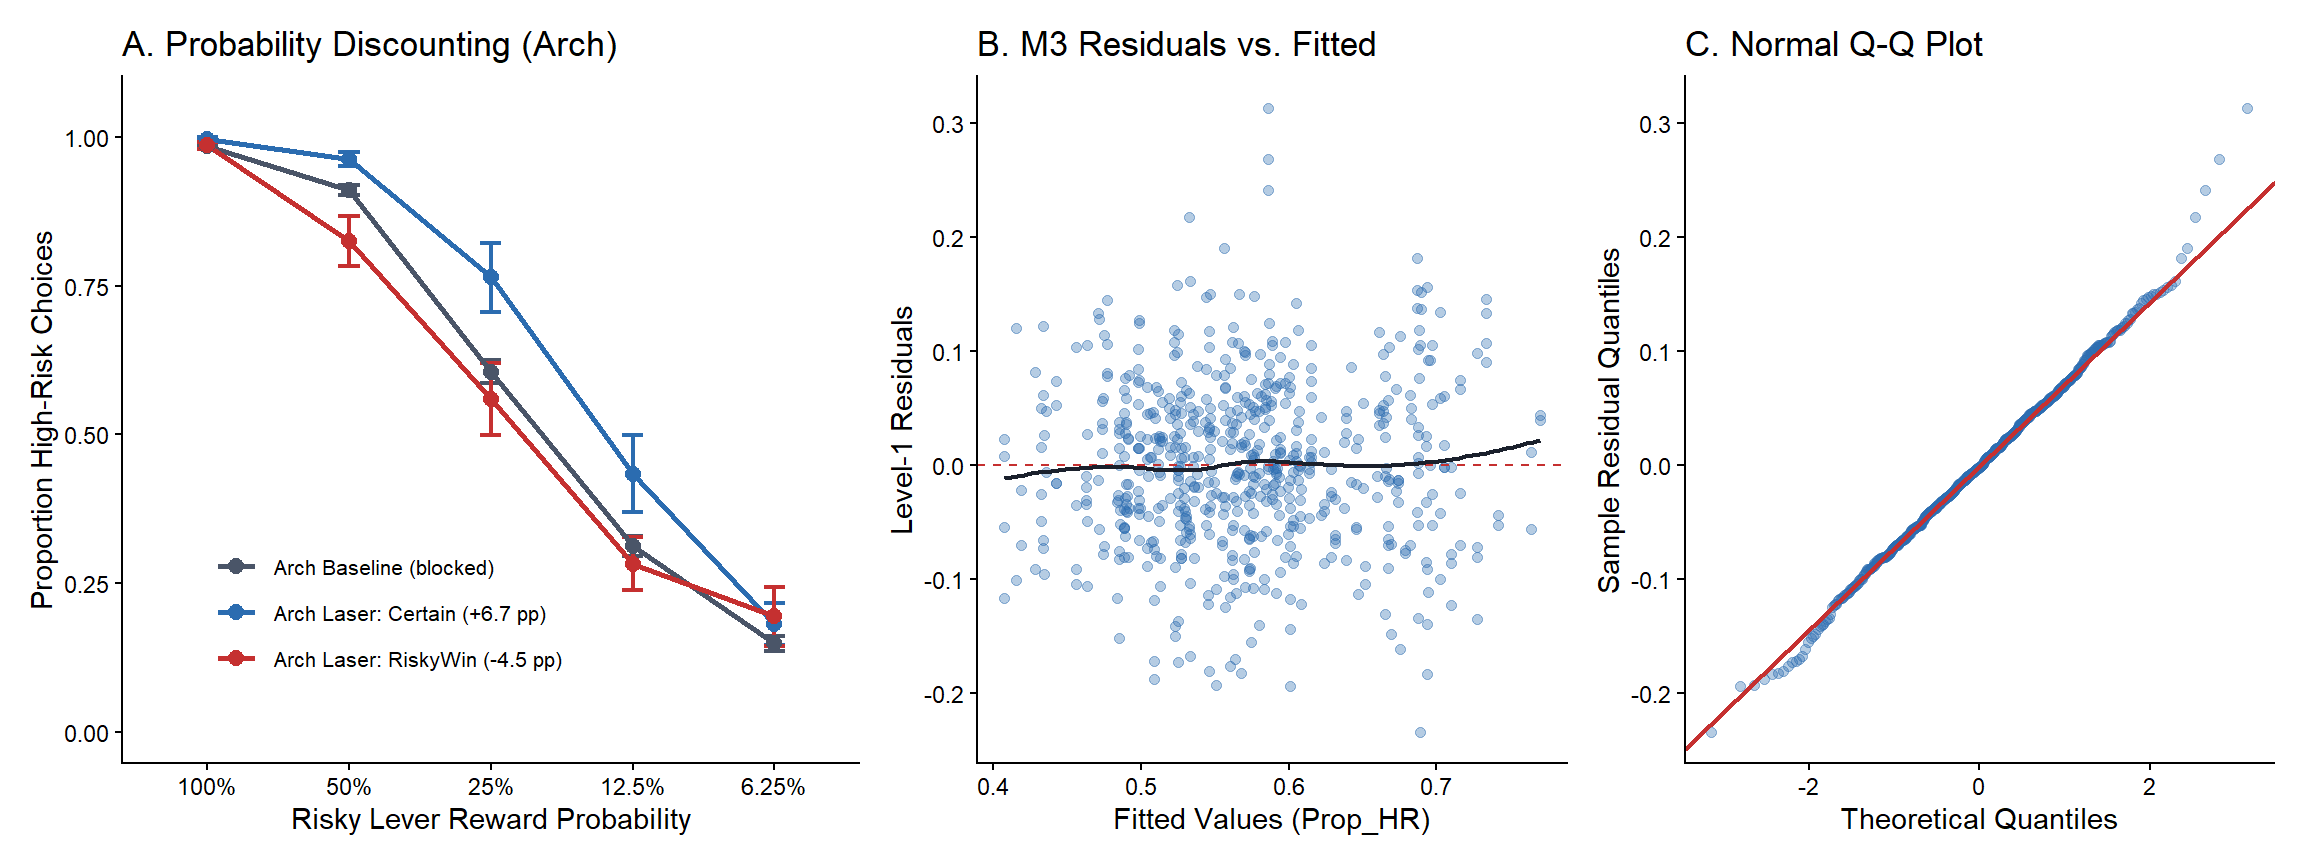 A. Probability Discounting (Arch)
Proportion High-Risk Choices
1.00
0.75
0.50
0.25
0.00
Arch Baseline (blocked)
Arch Laser: Certain (+6.7 pp)
Arch Laser: RiskyWin (-4.5 pp)
100%
50%
25%
12.5%
6.25%
Risky Lever Reward Probability
B. M3 Residuals vs. Fitted
Level-1 Residuals
0.3
0.2
0.1
0.0
-0.1
-0.2
0.4
0.5
0.6
0.7
Fitted Values (Prop_HR)
C. Normal Q-Q Plot
Sample Residual Quantiles
0.3
0.2
0.1
0.0
-0.1
-0.2
-2
0
2
Theoretical Quantiles